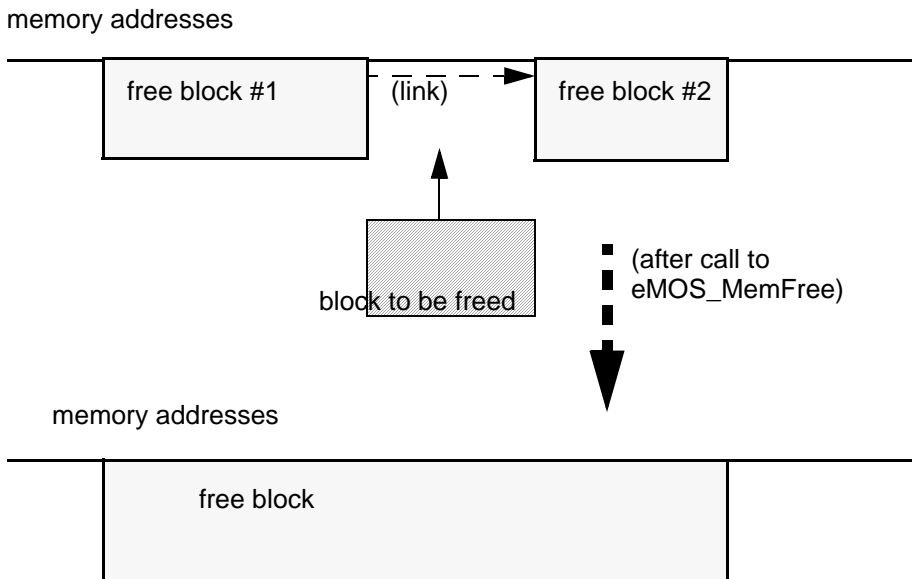 memory addresses
free block #1
(link)
free block #2
block to be freed
(after call to
eMOS_MemFree)
memory addresses
free block